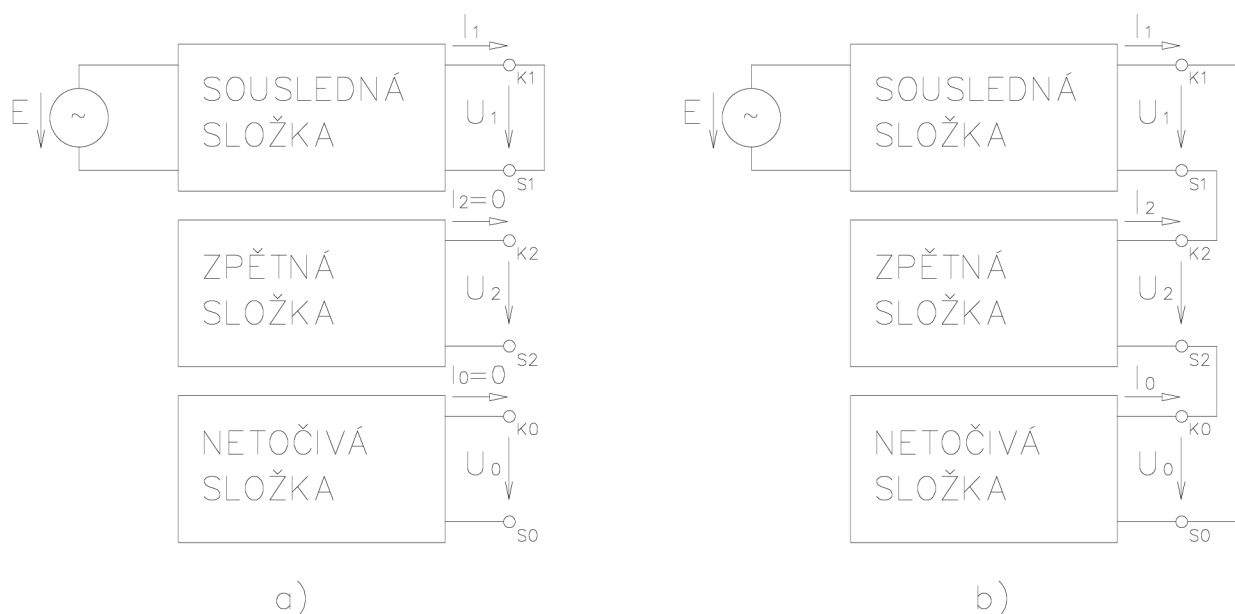 I1
K1
SOUSLEDNÁ
SLOŽKA
E
~
U1
S1
I2=0
K2
ZPĚTNÁ
SLOŽKA
U2
S2
I0=0
K0
NETOČIVÁ
SLOŽKA
U0
S0
a)
I1
K1
SOUSLEDNÁ
SLOŽKA
E
~
U1
S1
I2
K2
ZPĚTNÁ
SLOŽKA
U2
S2
I0
K0
NETOČIVÁ
SLOŽKA
U0
S0
b)